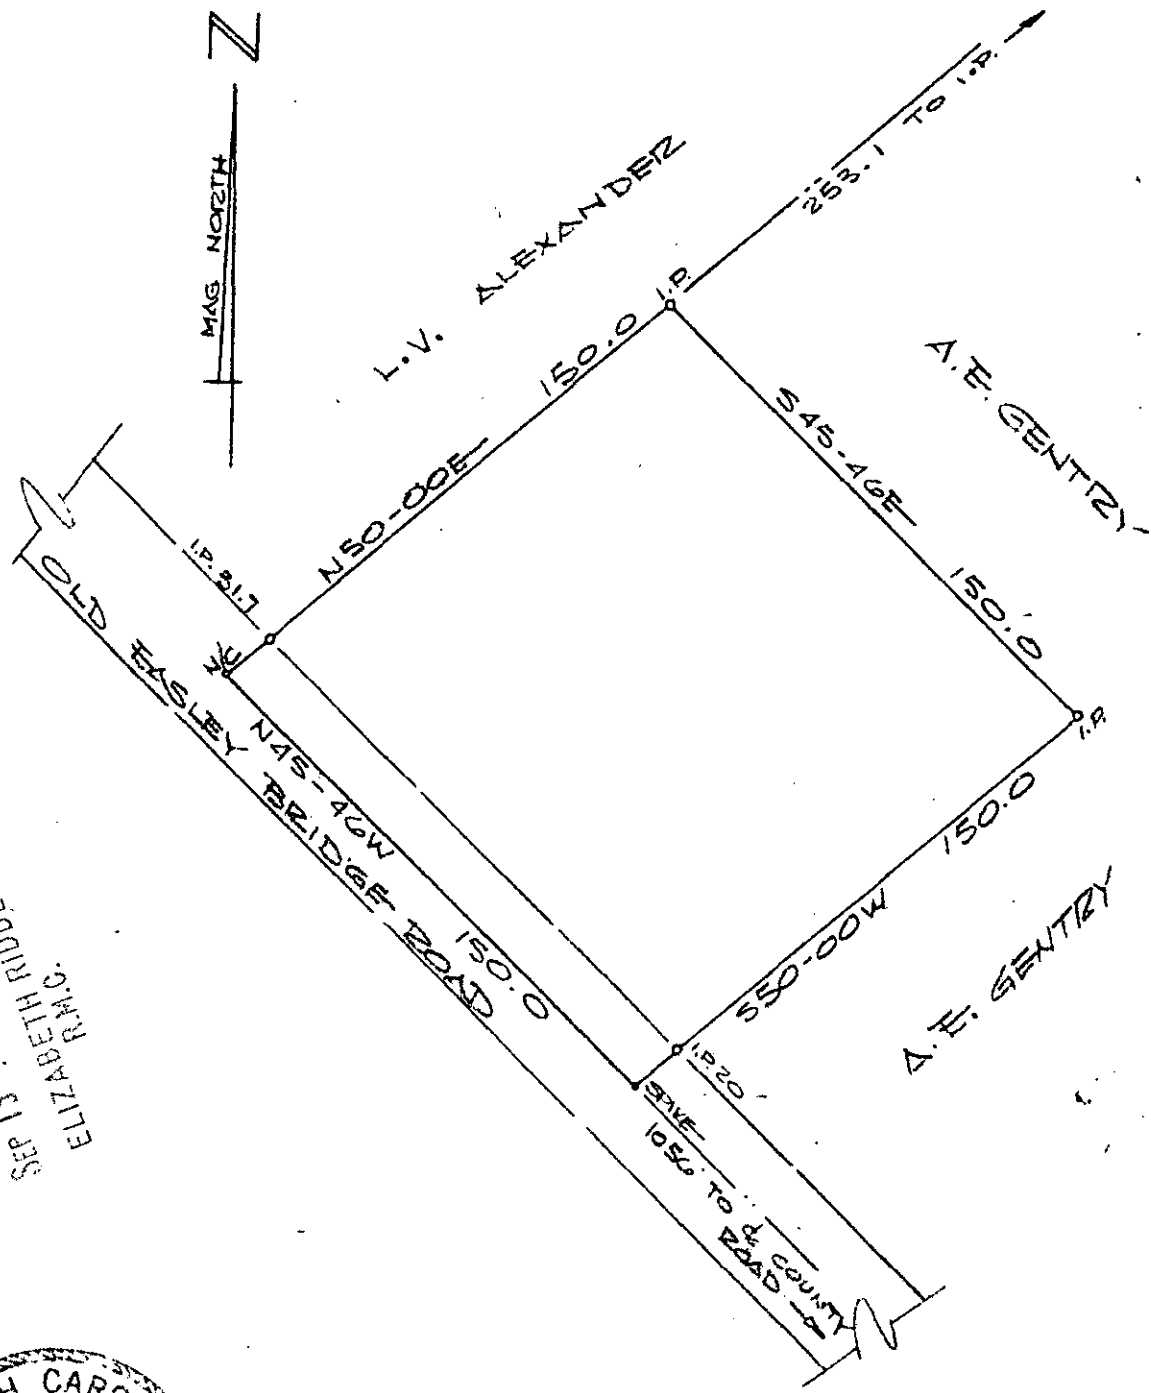 N
MAG NORTH
L.V. ALEXANDER
253.1 TO I.P.
I.P.
N50-00E 150.0
A.E. GENTRY
S45-46E 150.0
I.P. 31.7
N/C
OLD EASLEY BRIDGE ROAD
N45-46W 150.0
I.P.
S50-00W 150.0
A.E. GENTRY
I.P. 20
SPIKE
1056' TO ℄ COUNTY
ROAD
SEP 13
ELIZABETH RIDDLE
R.M.C.
H CARO